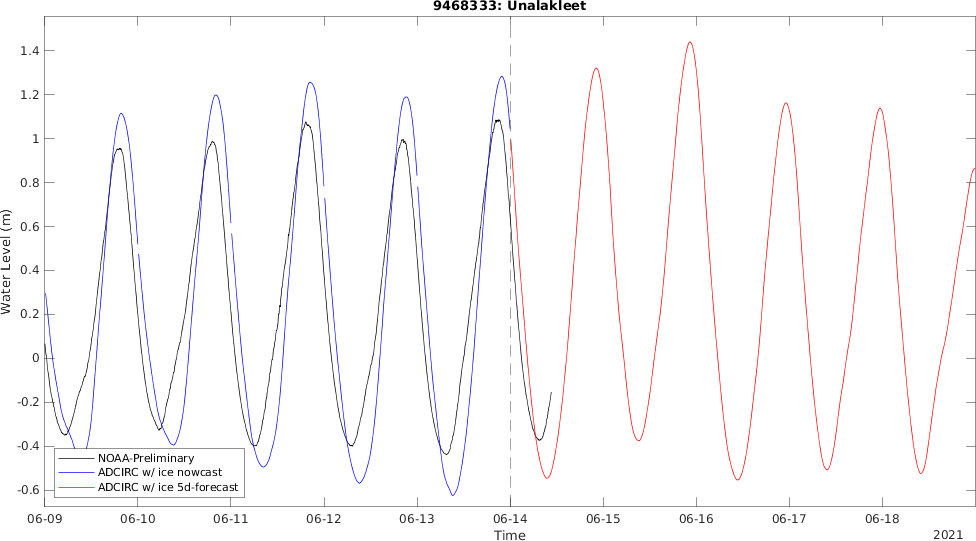 9468333: Unalakleet
Water Level (m)
1.4
1.2
1
0.8
0.6
0.4
0.2
0
-0.2
-0.4
-0.6
NOAA-Preliminary
ADCIRC w/ ice nowcast
ADCIRC w/ ice 5d-forecast
06-09 06-10 06-11 06-12 06-13 06-14 06-15 06-16 06-17 06-18
Time
2021